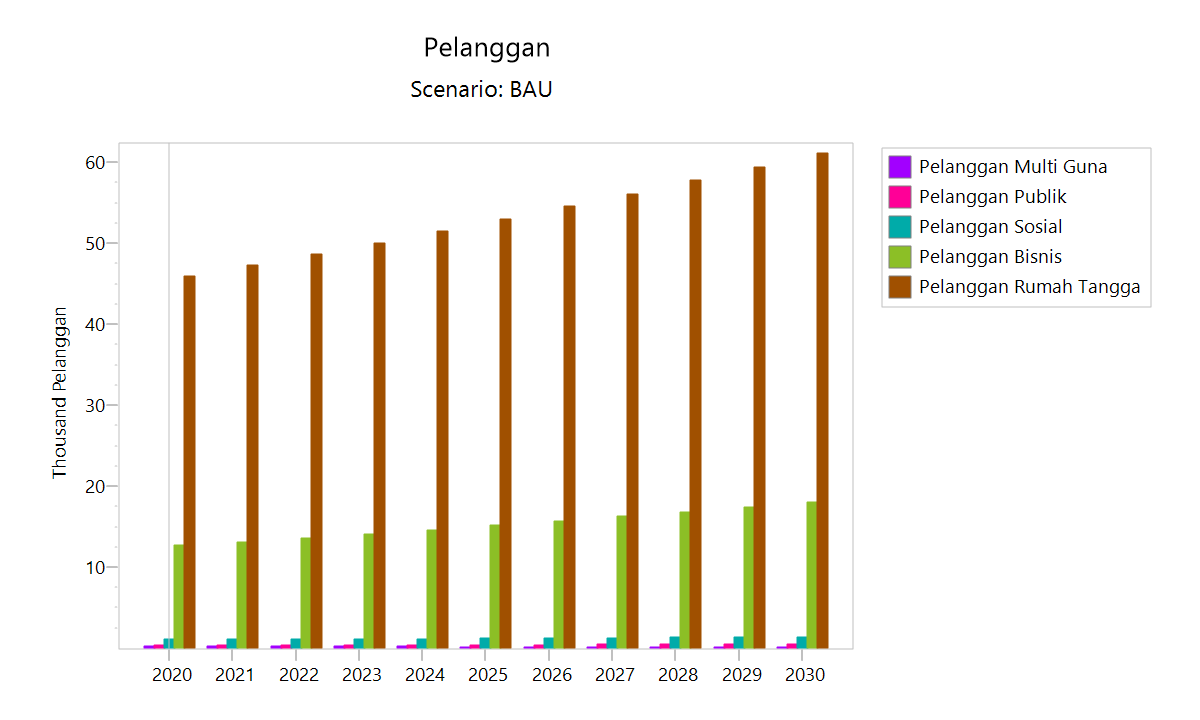 Pelanggan
Scenario: BAU
60
50
40
30
20
10
Thousand Pelanggan
2020 2021 2022 2023 2024 2025 2026 2027 2028 2029 2030
Pelanggan Multi Guna
Pelanggan Publik
Pelanggan Sosial
Pelanggan Bisnis
Pelanggan Rumah Tangga